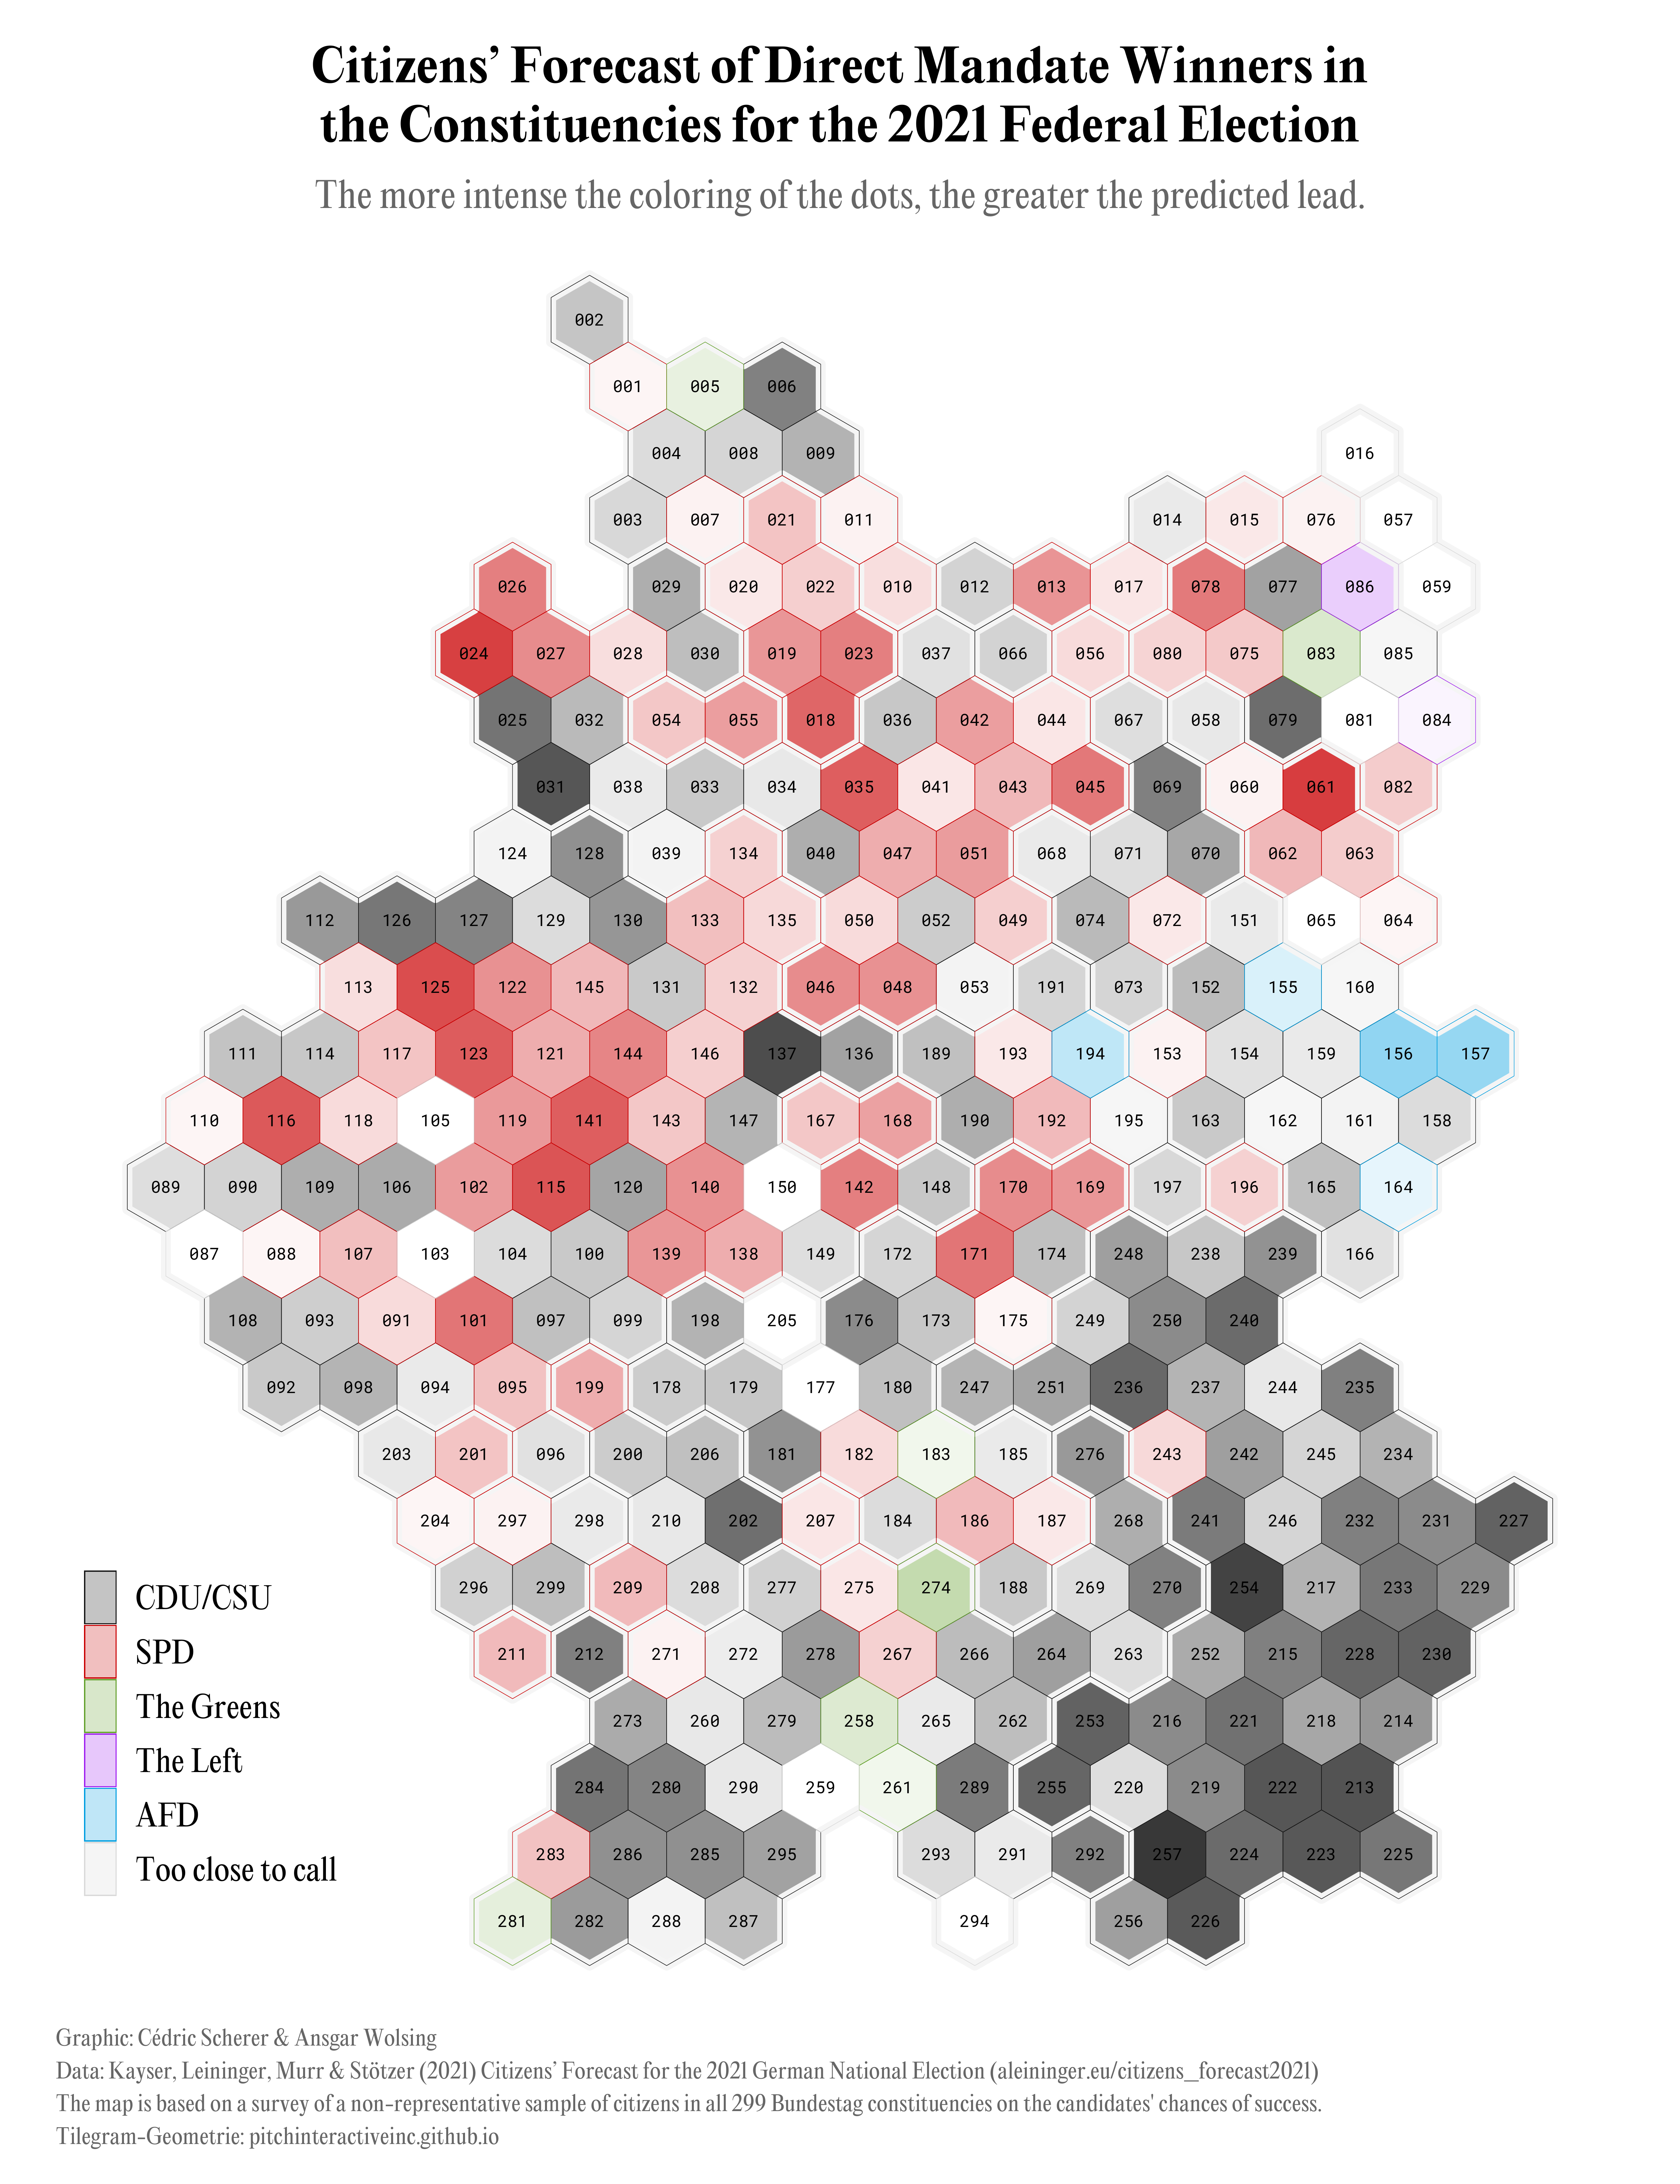 Citizens’ Forecast of Direct Mandate Winners in
the Constituencies for the 2021 Federal Election
The more intense the coloring of the dots, the greater the predicted lead.
002
001 005 006
004 008 009 016
003 007 021 011 014 015 076 057
026 029 020 022 010 012 013 017 078 077 086 059
024 027 028 030 019 023 037 066 056 080 075 083 085
025 032 054 055 018 036 042 044 067 058 079 081 084
031 038 033 034 035 041 043 045 069 060 061 082
124 128 039 134 040 047 051 068 071 070 062 063
112 126 127 129 130 133 135 050 052 049 074 072 151 065 064
113 125 122 145 131 132 046 048 053 191 073 152 155 160
111 114 117 123 121 144 146 137 136 189 193 194 153 154 159 156 157
110 116 118 105 119 141 143 147 167 168 190 192 195 163 162 161 158
089 090 109 106 102 115 120 140 150 142 148 170 169 197 196 165 164
087 088 107 103 104 100 139 138 149 172 171 174 248 238 239 166
108 093 091 101 097 099 198 205 176 173 175 249 250 240
092 098 094 095 199 178 179 177 180 247 251 236 237 244 235
203 201 096 200 206 181 182 183 185 276 243 242 245 234
204 297 298 210 202 207 184 186 187 268 241 246 232 231 227
296 299 209 208 277 275 274 188 269 270 254 217 233 229
211 212 271 272 278 267 266 264 263 252 215 228 230
273 260 279 258 265 262 253 216 221 218 214
284 280 290 259 261 289 255 220 219 222 213
283 286 285 295 293 291 292 257 224 223 225
281 282 288 287 294 256 226
CDU/CSU
SPD
The Greens
The Left
AFD
Too close to call
Graphic: Cédric Scherer & Ansgar Wolsing
Data: Kayser, Leininger, Murr & Stötzer (2021) Citizens’ Forecast for the 2021 German National Election (aleininger.eu/citizens_forecast2021)
The map is based on a survey of a non-representative sample of citizens in all 299 Bundestag constituencies on the candidates' chances of success.
Tilegram-Geometrie: pitchinteractiveinc.github.io